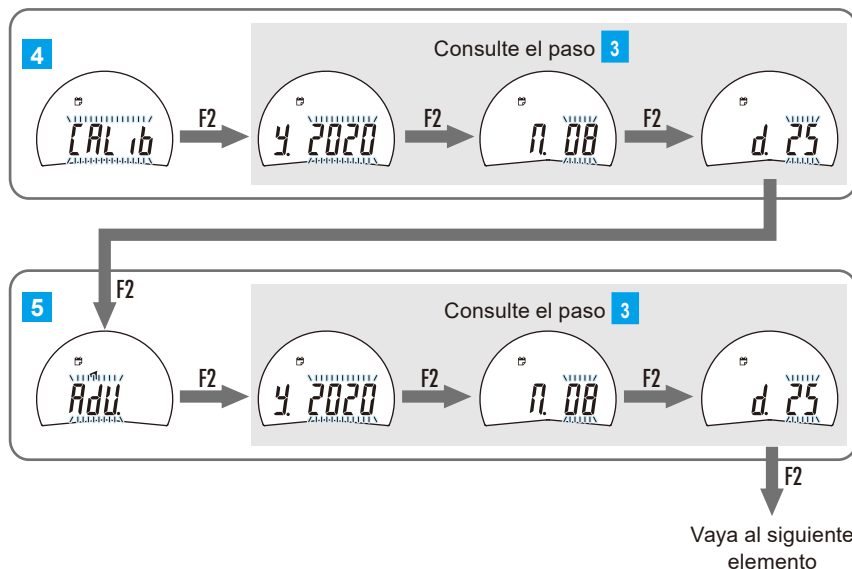 4
Consulte el paso 3
CALib
F2
y. 2020
F2
M. 08
F2
d. 25
F2
5
Consulte el paso 3
AdV.
F2
y. 2020
F2
M. 08
F2
d. 25
F2
Vaya al siguiente
elemento